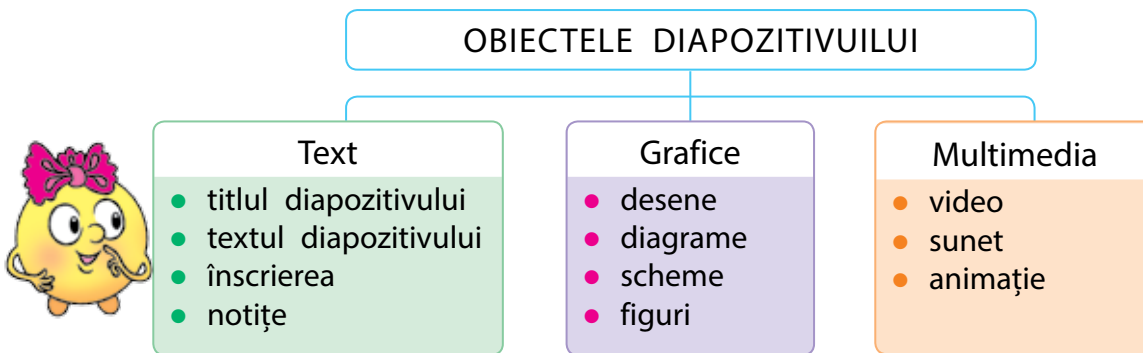 OBIECTELE DIAPOZITIVUILUI
Text
titlul diapozitivului
textul diapozitivului
înscrierea
notițe
Grafice
desene
diagrame
scheme
figuri
Multimedia
video
sunet
animație